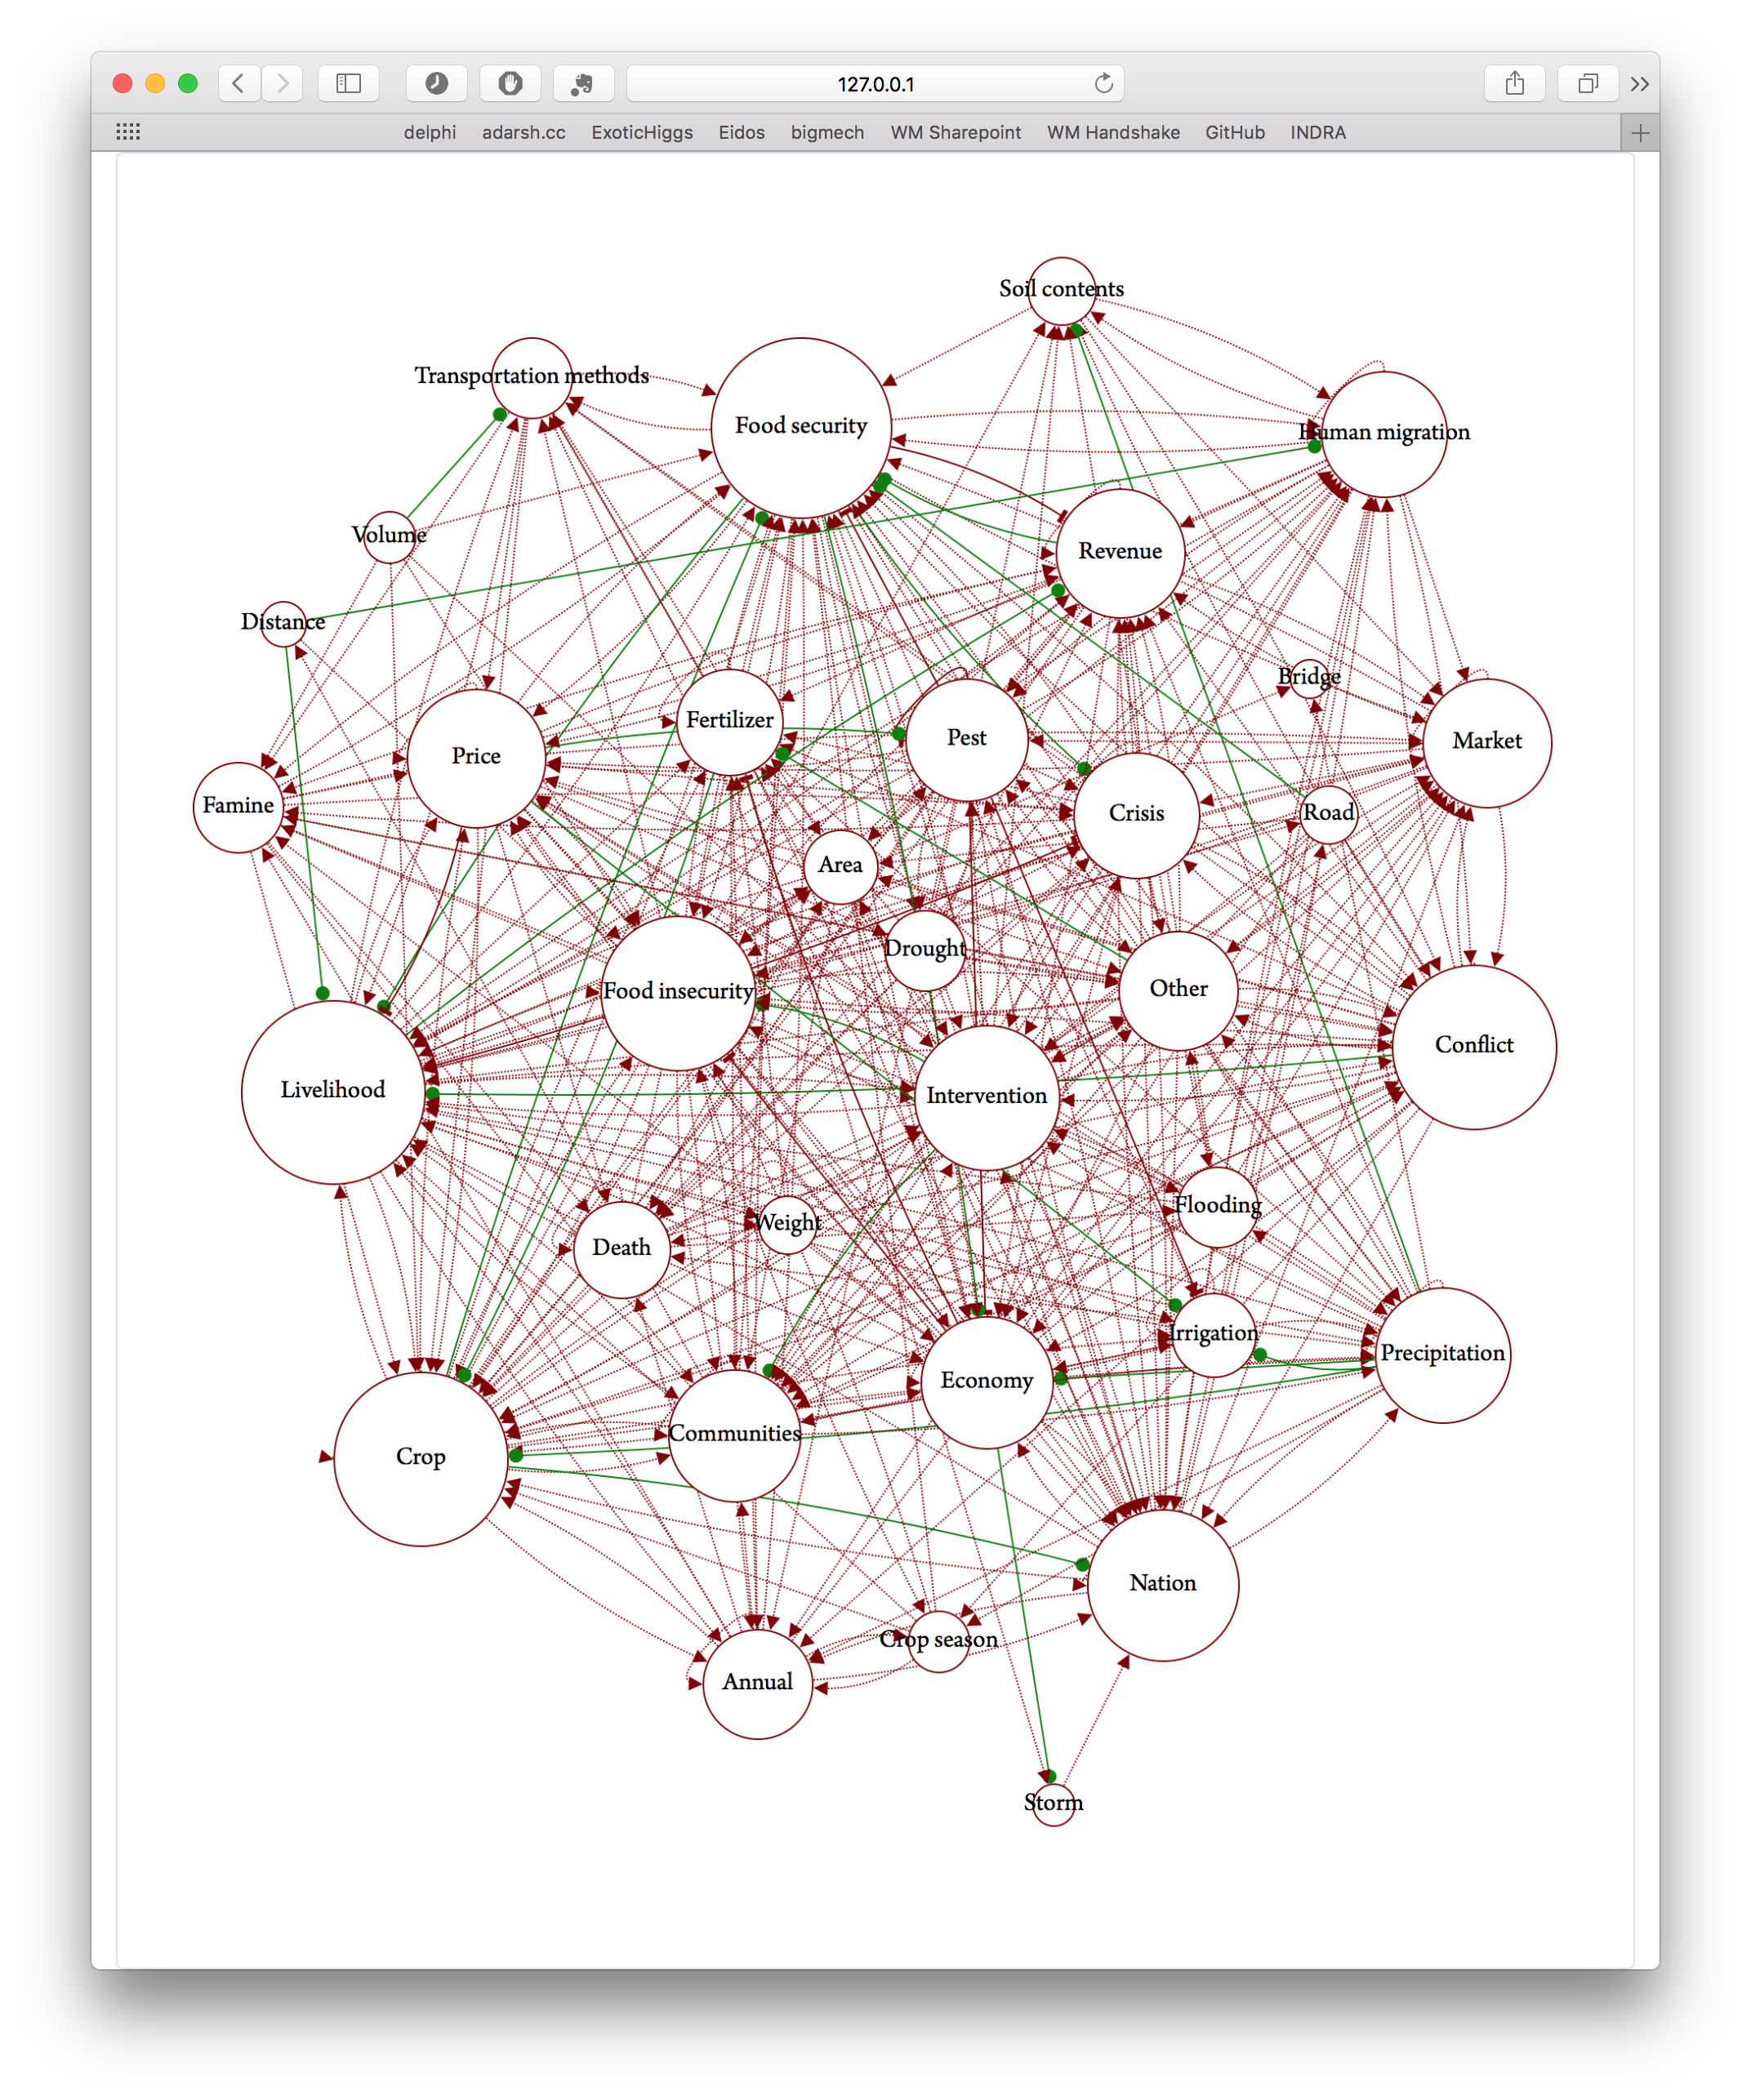 127.0.0.1
delphi adarsh.cc ExoticHiggs Eidos bigmech WM Sharepoint WM Handshake GitHub INDRA
Soil contents
Transportation methods
Food security
Human migration
Volume
Revenue
Distance
Bridge
Fertilizer
Pest
Market
Price
Famine
Crisis
Road
Area
Drought
Food insecurity
Other
Conflict
Livelihood
Intervention
Flooding
Weight
Death
Irrigation
Precipitation
Economy
Communities
Crop
Nation
Crop season
Annual
Storm